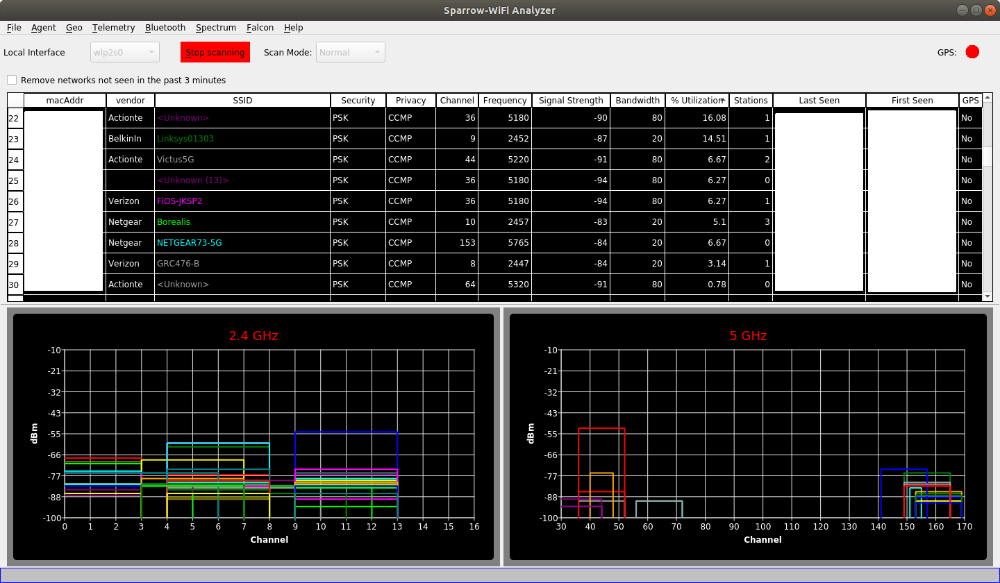 Sparrow-WiFi Analyzer
File Agent Geo Telemetry Bluetooth Spectrum Falcon Help
Local Interface wlp2s0 Stop scanning Scan Mode: Normal GPS:
Remove networks not seen in the past 3 minutes
macAddr vendor SSID Security Privacy Channel Frequency Signal Strength Bandwidth % Utilization Stations Last Seen First Seen GPS
22 Actionte <Unknown> PSK CCMP 36 5180 -90 80 16.08 1 No
23 BelkinIn Linksys01303 PSK CCMP 9 2452 -87 20 14.51 1 No
24 Actionte Victus5G PSK CCMP 44 5220 -91 80 6.67 2 No
25 <Unknown (13)> PSK CCMP 36 5180 -94 80 6.27 0 No
26 Verizon FiOS-JKSP2 PSK CCMP 36 5180 -94 80 6.27 1 No
27 Netgear Borealis PSK CCMP 10 2457 -83 20 5.1 3 No
28 Netgear NETGEAR73-5G PSK CCMP 153 5765 -84 20 6.67 0 No
29 Verizon GRC476-B PSK CCMP 8 2447 -84 20 3.14 1 No
30 Actionte <Unknown> PSK CCMP 64 5320 -91 80 0.78 0 No
2.4 GHz
-10
-21
-32
-43
-55
-66
-77
-88
-100
dBm
0 1 2 3 4 5 6 7 8 9 10 11 12 13 14 15 16
Channel
5 GHz
-10
-21
-32
-43
-55
-66
-77
-88
-100
dBm
30 40 50 60 70 80 90 100 110 120 130 140 150 160 170
Channel